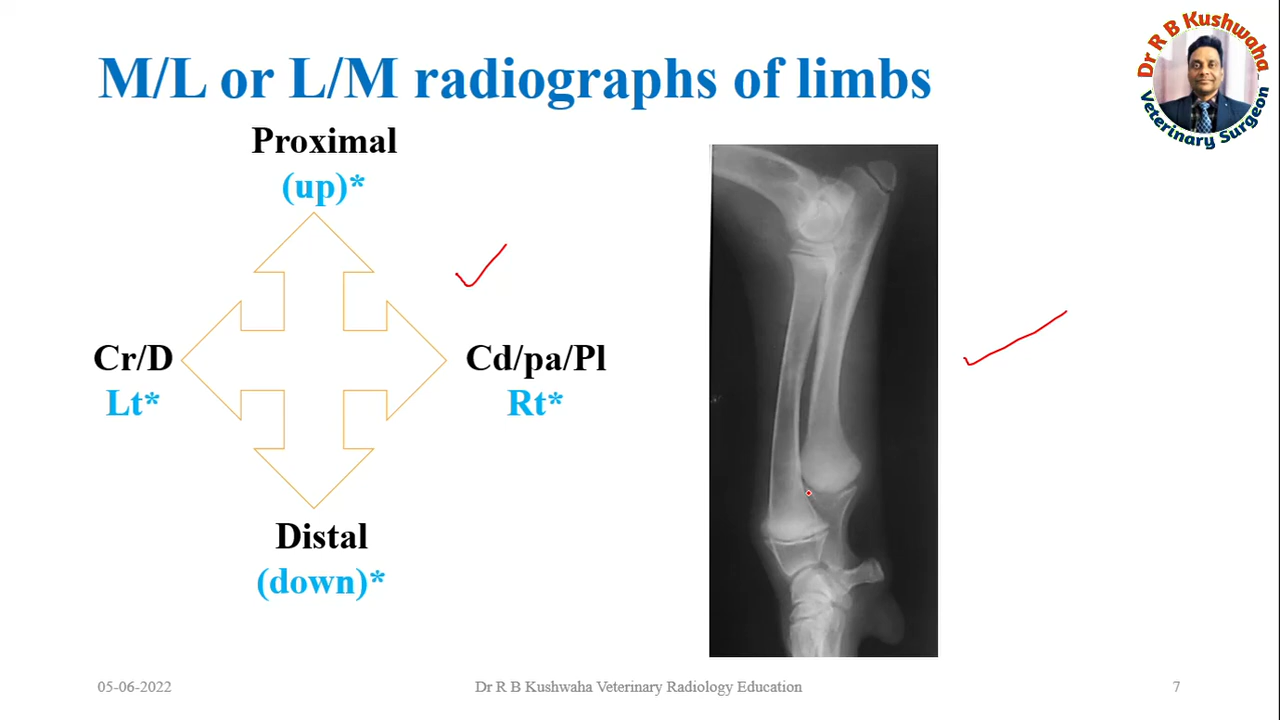 M/L or L/M radiographs of limbs
Dr R B Kushwaha
Veterinary Surgeon
Proximal
(up)*
Cr/D
Lt*
Cd/pa/Pl
Rt*
Distal
(down)*
05-06-2022
Dr R B Kushwaha Veterinary Radiology Education
7